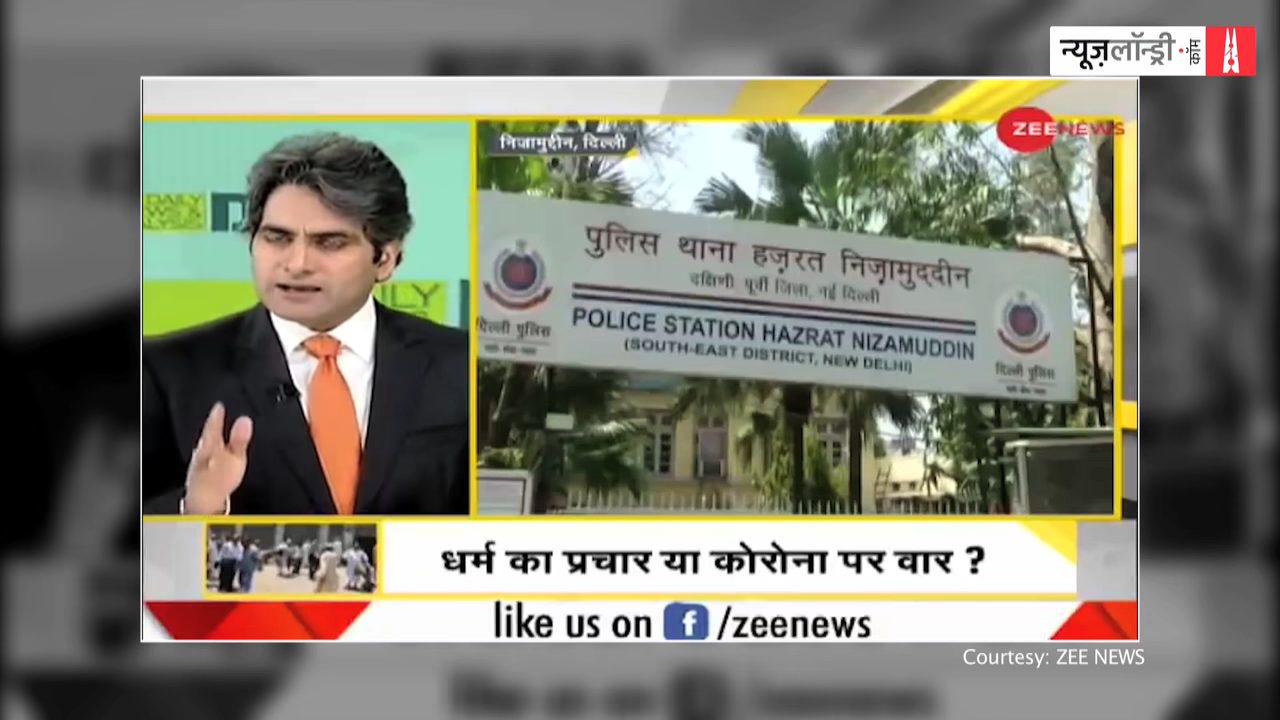 न्यूज़लॉन्ड्री.कॉम
ZEE NEWS
निजामुद्दीन, दिल्ली
पुलिस थाना हज़रत निज़ामुद्दीन
दक्षिणी पूर्वी जिला, नई दिल्ली
POLICE STATION HAZRAT NIZAMUDDIN
(SOUTH-EAST DISTRICT, NEW DELHI)
दिल्ली पुलिस
दिल्ली पुलिस
धर्म का प्रचार या कोरोना पर वार ?
like us on f /zeenews
Courtesy: ZEE NEWS